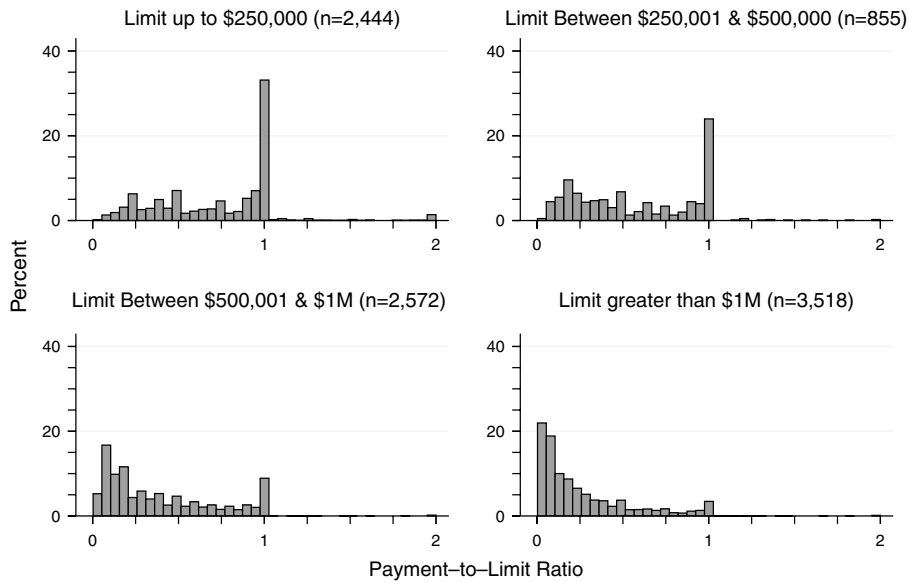 Limit up to $250,000 (n=2,444)
Limit Between $250,001 & $500,000 (n=855)
40
20
0
0 1 2
40
20
0
0 1 2
Limit Between $500,001 & $1M (n=2,572)
Limit greater than $1M (n=3,518)
40
20
0
0 1 2
40
20
0
0 1 2
Percent
Payment–to–Limit Ratio